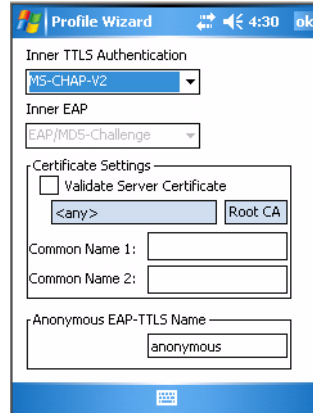 Profile Wizard 4:30 ok
Inner TTLS Authentication
MS-CHAP-V2
Inner EAP
EAP/MD5-Challenge
Certificate Settings
Validate Server Certificate
<any> Root CA
Common Name 1:
Common Name 2:
Anonymous EAP-TTLS Name
anonymous